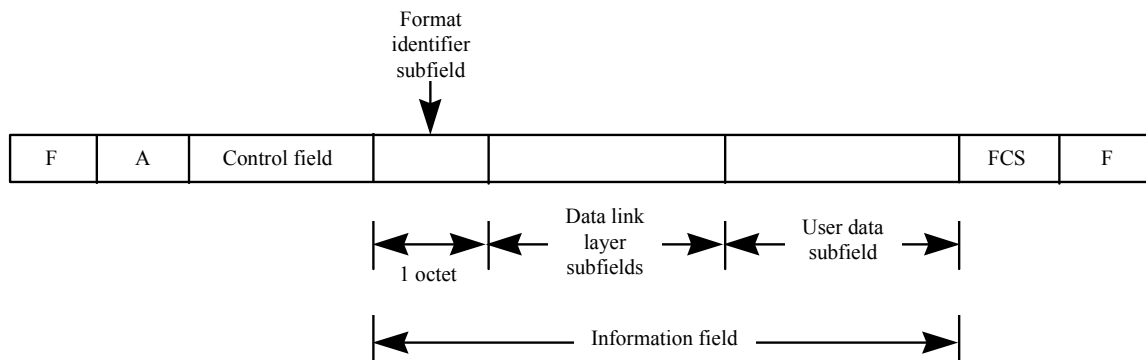 Format
identifier
subfield
F
A
Control field
FCS
F
1 octet
Data link
layer
subfields
User data
subfield
Information field